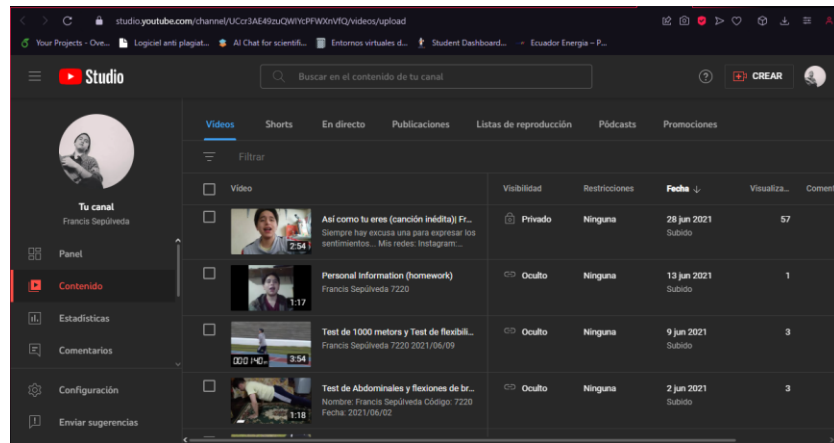 studio.youtube.com/channel/UCcr3AE49zuQWIYcPFWXnVfQ/videos/upload
Your Projects - Ove... Logiciel anti plagiat... AI Chat for scientifi... Entornos virtuales d... Student Dashboard... Ecuador Energia – P...
Studio
Buscar en el contenido de tu canal
CREAR
Vídeos Shorts En directo Publicaciones Listas de reproducción Pódcasts Promociones
Filtrar
Tu canal
Francis Sepúlveda
Panel
Contenido
Estadísticas
Comentarios
Configuración
Enviar sugerencias
Vídeo Visibilidad Restricciones Fecha ↓ Visualiza... Coment
2:54
Así como tu eres (canción inédita)| Fr...
Siempre hay excusa una para expresar los
sentimientos... Mis redes: Instagram:...
Privado Ninguna 28 jun 2021 57
Subido
1:17
Personal Information (homework)
Francis Sepúlveda 7220
Oculto Ninguna 13 jun 2021 1
Subido
3:54
Test de 1000 metors y Test de flexibili...
Francis Sepúlveda 7220 2021/06/09
Oculto Ninguna 9 jun 2021 3
Subido
1:18
Test de Abdominales y flexiones de br...
Nombre: Francis Sepúlveda Código: 7220
Fecha: 2021/06/02
Oculto Ninguna 2 jun 2021 3
Subido